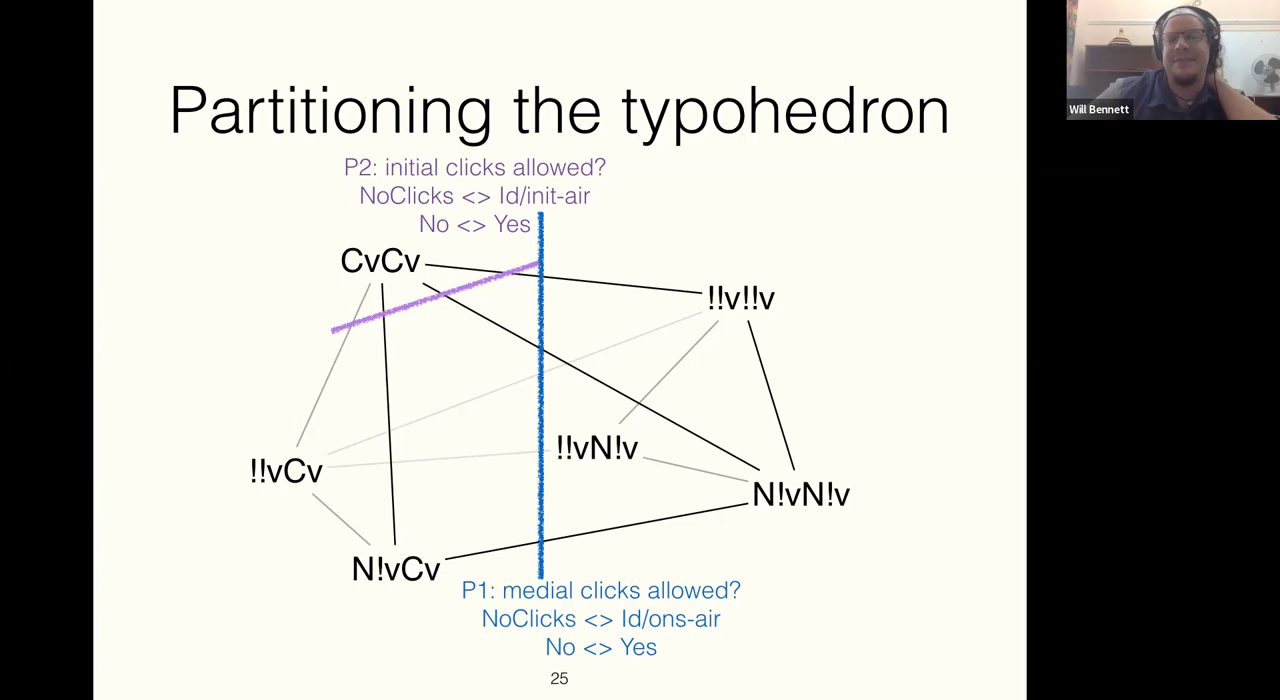 Partitioning the typohedron
P2: initial clicks allowed?
NoClicks <> Id/init-air
No <> Yes
CvCv
!!v!!v
!!vN!v
!!vCv
N!vN!v
N!vCv
P1: medial clicks allowed?
NoClicks <> Id/ons-air
No <> Yes
25
Will Bennett